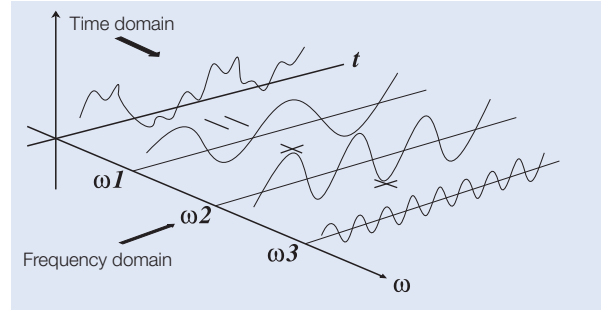 Time domain
t
ω1
ω2
ω3
Frequency domain
ω